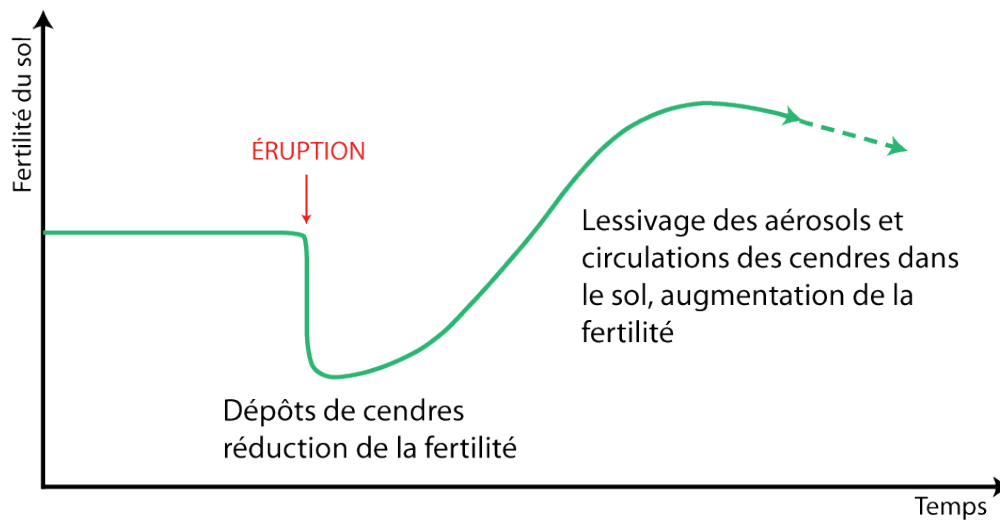 Fertilité du sol
ÉRUPTION
Lessivage des aérosols et
circulations des cendres dans
le sol, augmentation de la
fertilité
Dépôts de cendres
réduction de la fertilité
Temps